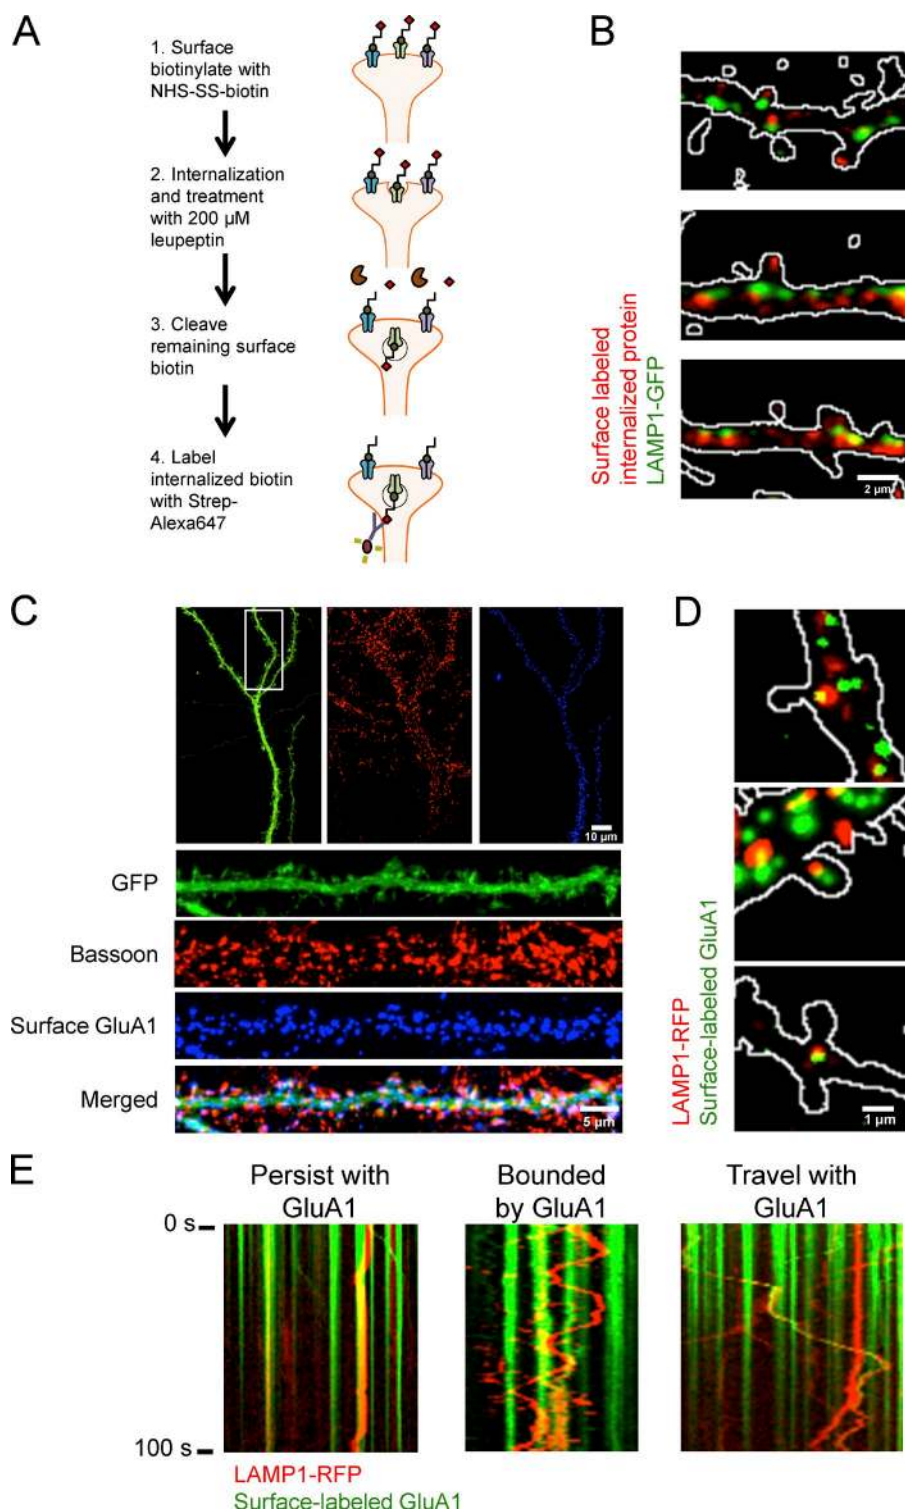 A
1. Surface
biotinylate with
NHS-SS-biotin
2. Internalization
and treatment
with 200 µM
leupeptin
3. Cleave
remaining surface
biotin
4. Label
internalized biotin
with Strep-
Alexa647
B
Surface labeled
internalized protein
LAMP1-GFP
2 µm
C
10 µm
GFP
Bassoon
Surface GluA1
Merged
5 µm
D
LAMP1-RFP
Surface-labeled GluA1
1 µm
E
Persist with
GluA1
Bounded
by GluA1
Travel with
GluA1
0 s
100 s
LAMP1-RFP
Surface-labeled GluA1